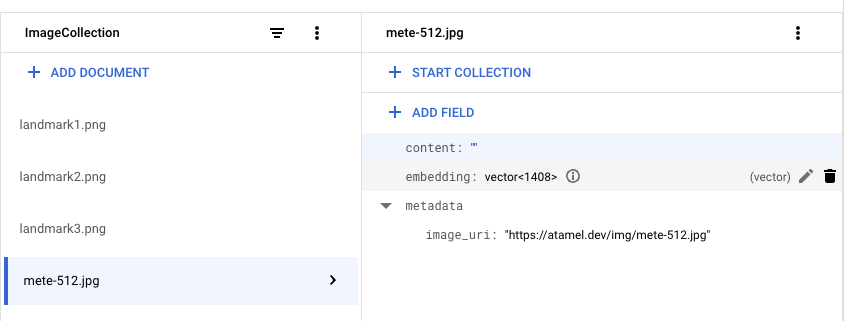 ImageCollection
ADD DOCUMENT
landmark1.png
landmark2.png
landmark3.png
mete-512.jpg
mete-512.jpg
START COLLECTION
ADD FIELD
content: ""
embedding: vector<1408> (vector)
metadata
image_uri: "https://atamel.dev/img/mete-512.jpg"